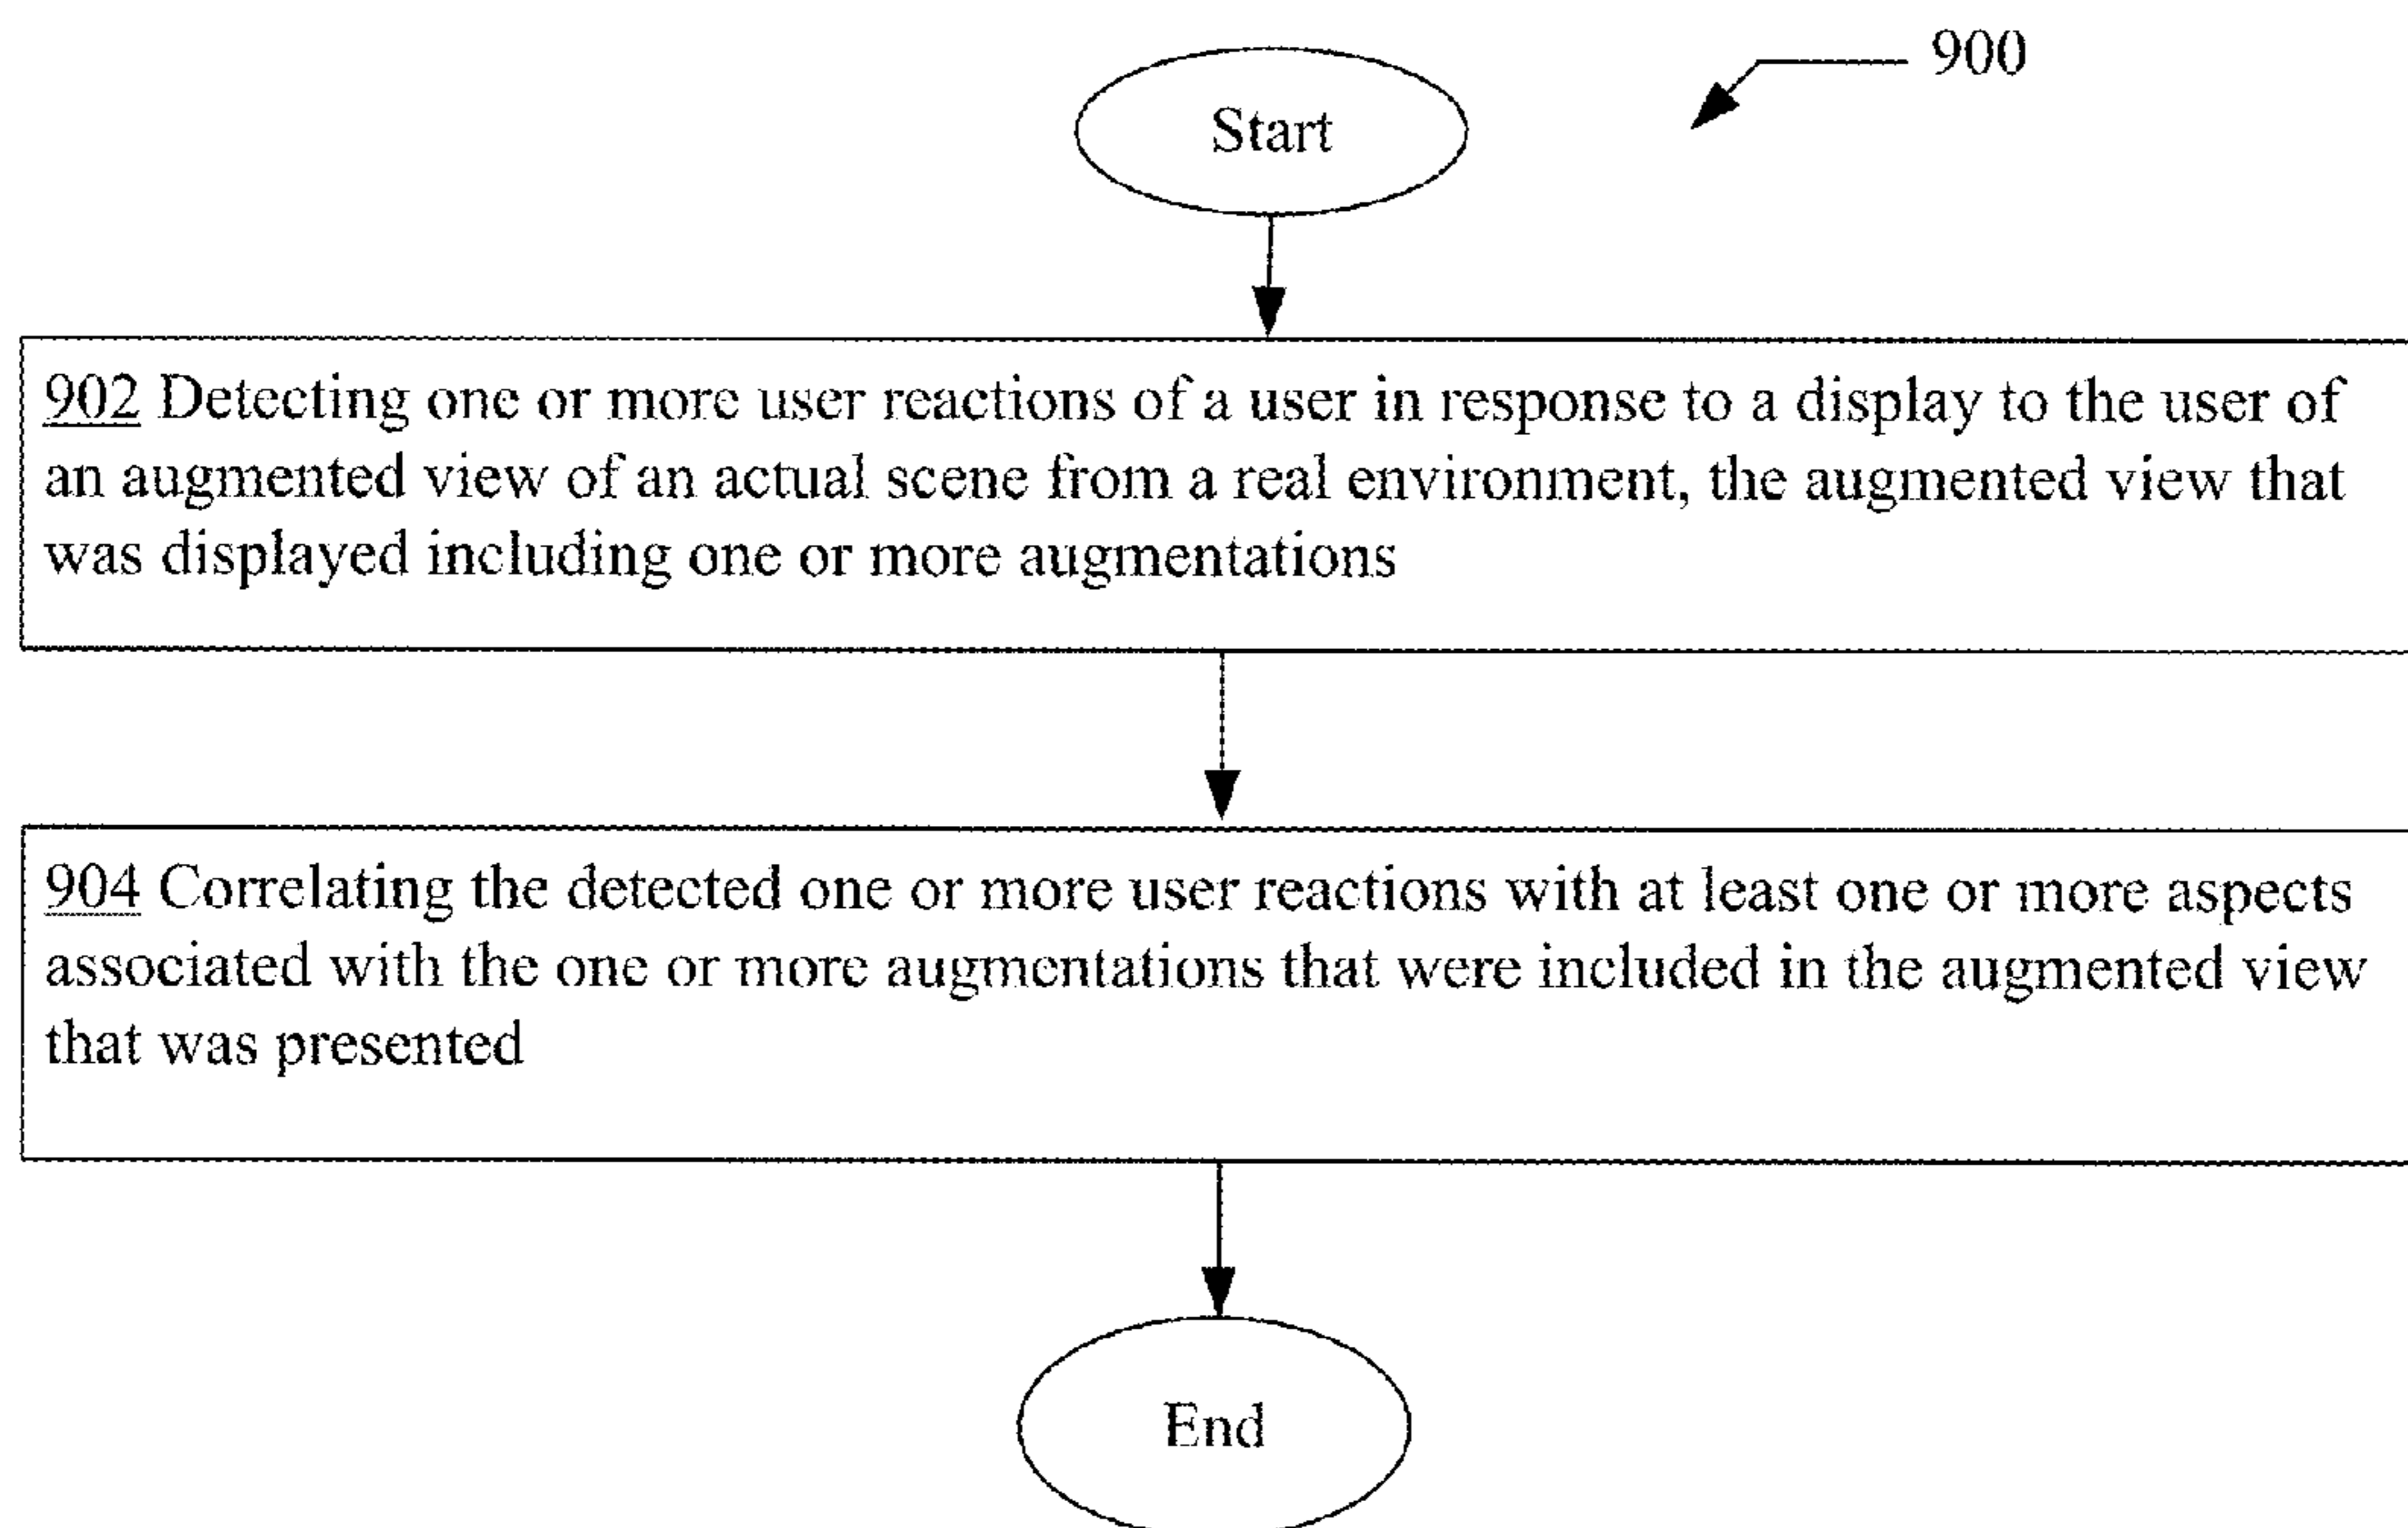 900
Start
902 Detecting one or more user reactions of a user in response to a display to the user of
an augmented view of an actual scene from a real environment, the augmented view that
was displayed including one or more augmentations
904 Correlating the detected one or more user reactions with at least one or more aspects
associated with the one or more augmentations that were included in the augmented view
that was presented
End